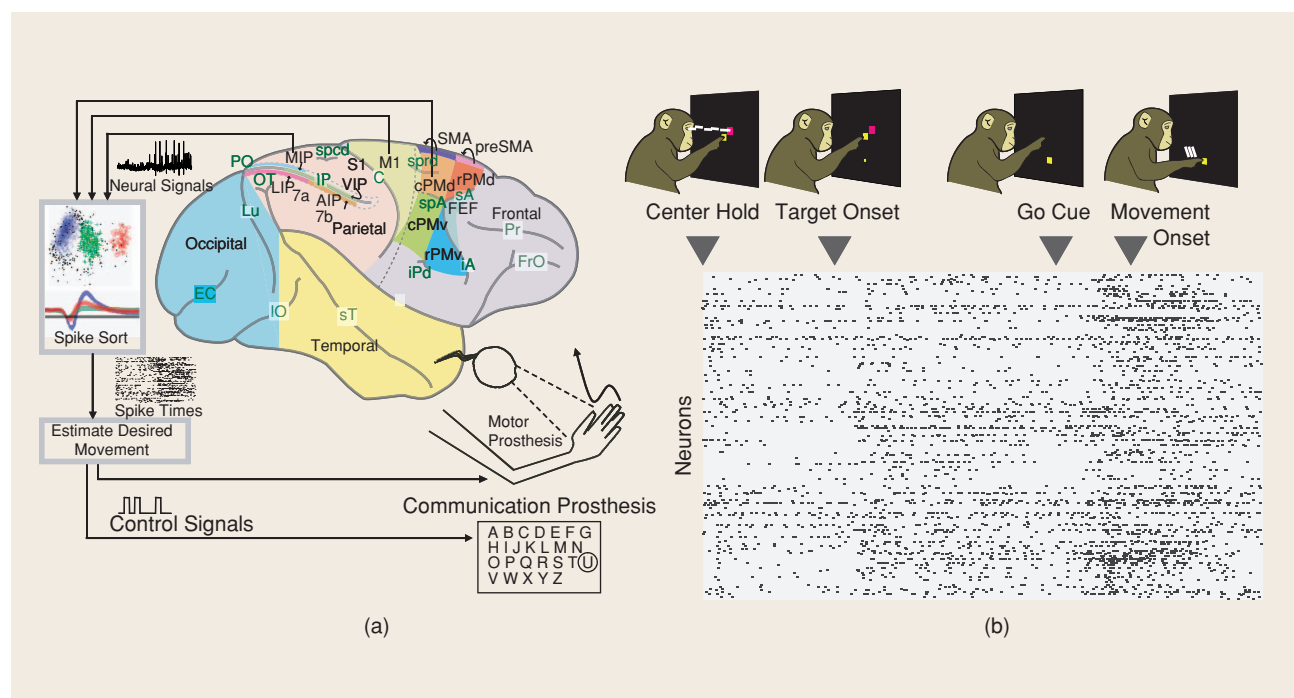 PO
MIP
spcd
S1
M1
C
SMA
preSMA
sprd
cPMd
rPMd
spA
sA
FEF
OT
LIP
7a
IP
VIP
AIP
7b
Parietal
Lu
Occipital
EC
IO
sT
Temporal
cPMv
rPMv
iPd
iA
Frontal
Pr
FrO
Neural Signals
Spike Sort
Spike Times
Estimate Desired
Movement
Control Signals
Motor
Prosthesis
Communication Prosthesis
A B C D E F G
H I J K L M N
O P Q R S T U
V W X Y Z
(a)
Center Hold
Target Onset
Go Cue
Movement
Onset
Neurons
(b)